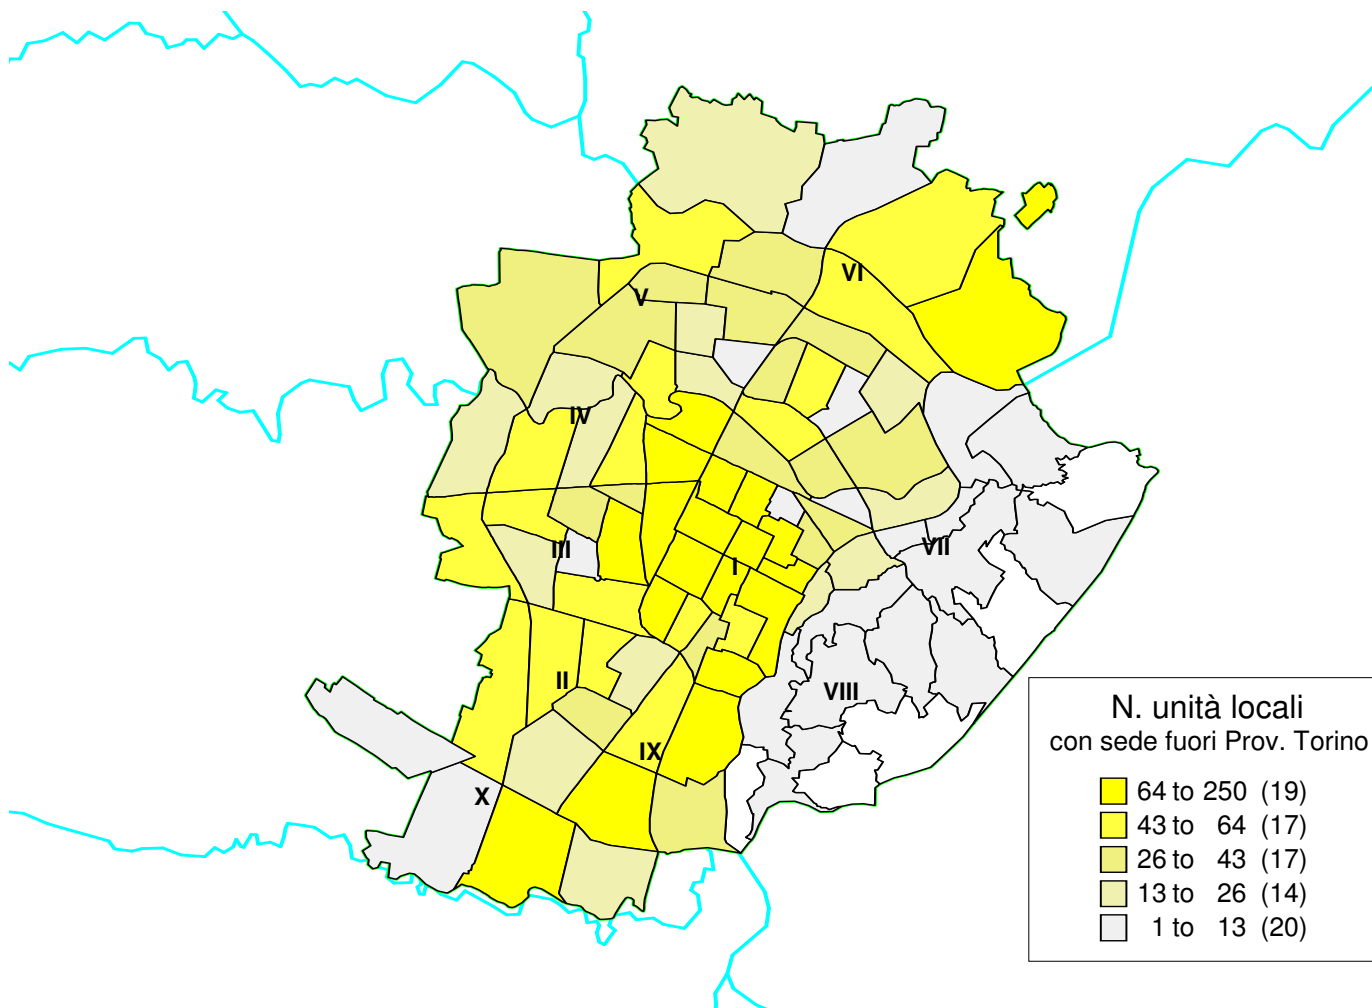 VI
V
IV
III
VII
I
II
VIII
IX
X
N. unità locali
con sede fuori Prov. Torino
64 to 250 (19)
43 to 64 (17)
26 to 43 (17)
13 to 26 (14)
1 to 13 (20)